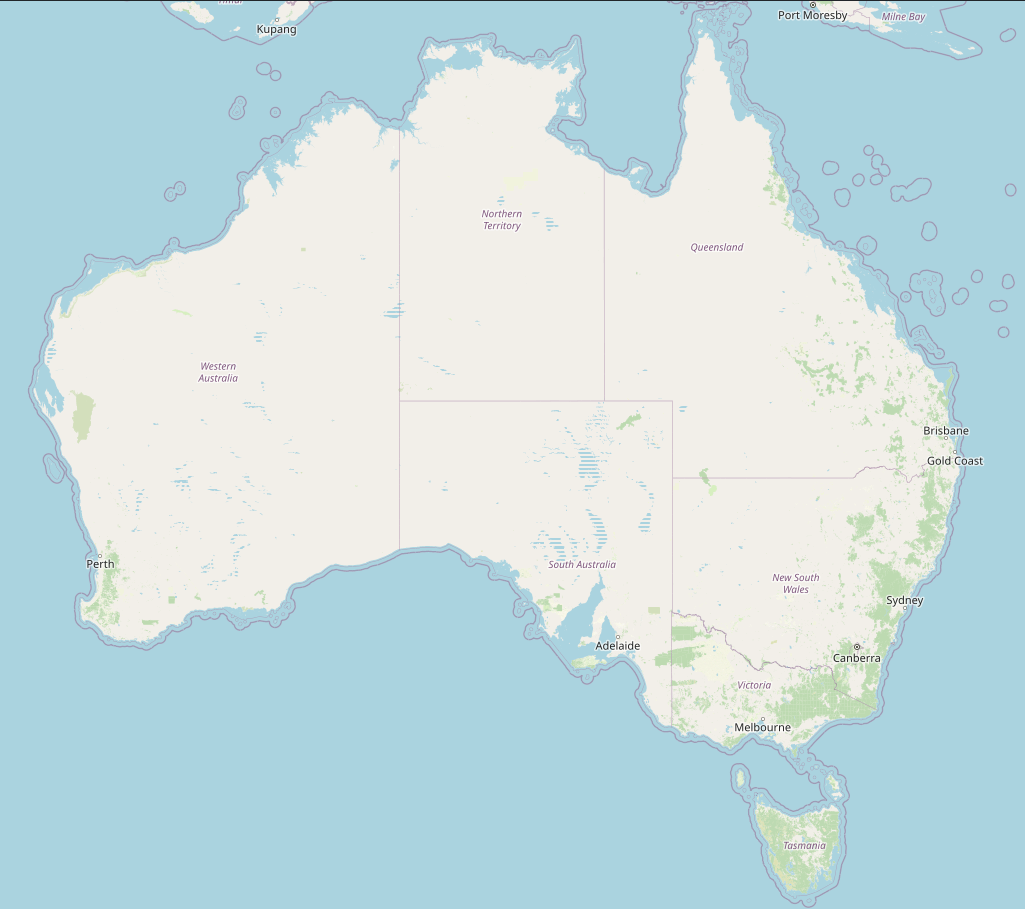 Kupang
Port Moresby
Milne Bay
Northern
Territory
Queensland
Western
Australia
Brisbane
Gold Coast
Perth
South Australia
New South
Wales
Sydney
Adelaide
Canberra
Victoria
Melbourne
Tasmania